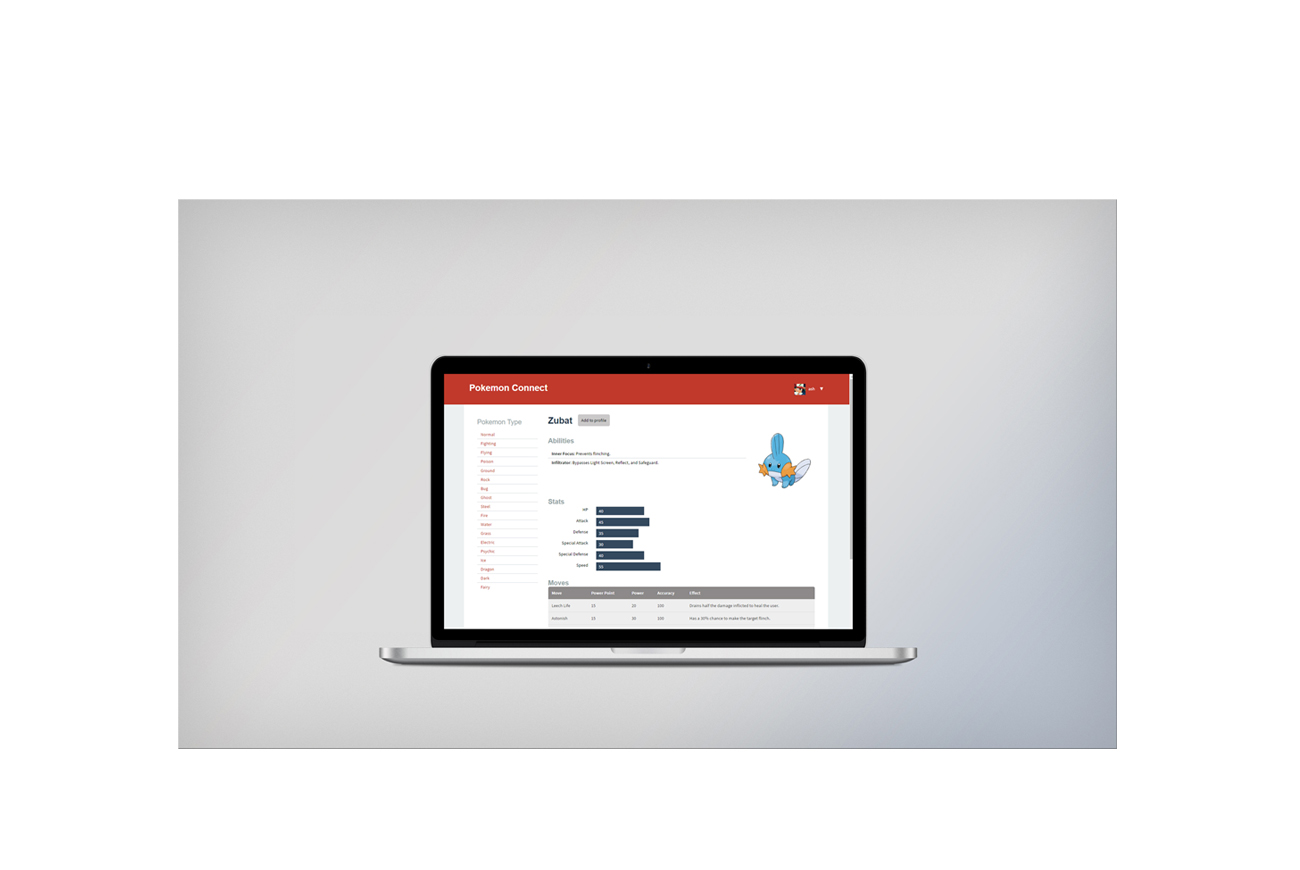 Pokemon Connect
ash
Pokemon Type
Normal
Fighting
Flying
Poison
Ground
Rock
Bug
Ghost
Steel
Fire
Water
Grass
Electric
Psychic
Ice
Dragon
Dark
Fairy
Zubat Add to profile
Abilities
Inner Focus: Prevents flinching.
Infiltrator: Bypasses Light Screen, Reflect, and Safeguard.
Stats
HP 40
Attack 45
Defense 35
Special Attack 30
Special Defense 40
Speed 55
Moves
Move Power Point Power Accuracy Effect
Leech Life 15 20 100 Drains half the damage inflicted to heal the user.
Astonish 15 30 100 Has a 30% chance to make the target flinch.